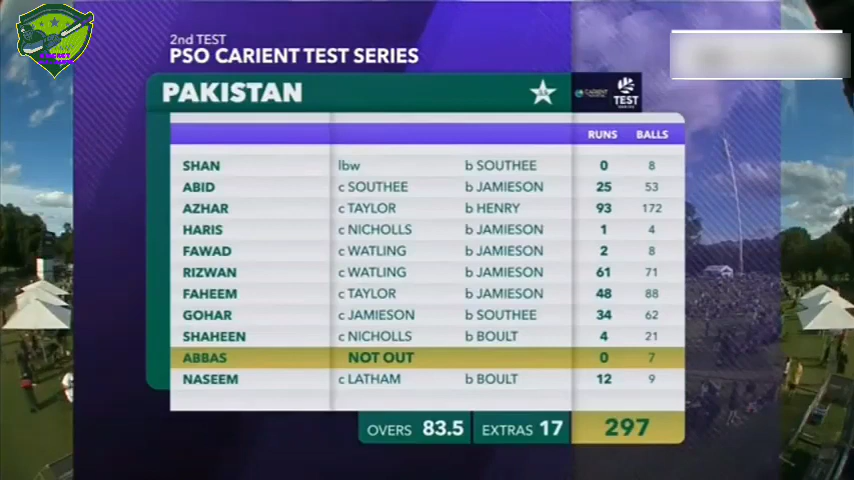 2nd TEST
PSO CARIENT TEST SERIES
PAKISTAN
CARIENT TEST
RUNS BALLS
SHAN lbw b SOUTHEE 0 8
ABID c SOUTHEE b JAMIESON 25 53
AZHAR c TAYLOR b HENRY 93 172
HARIS c NICHOLLS b JAMIESON 1 4
FAWAD c WATLING b JAMIESON 2 8
RIZWAN c WATLING b JAMIESON 61 71
FAHEEM c TAYLOR b JAMIESON 48 88
GOHAR c JAMIESON b SOUTHEE 34 62
SHAHEEN c NICHOLLS b BOULT 4 21
ABBAS NOT OUT 0 7
NASEEM c LATHAM b BOULT 12 9
OVERS 83.5 EXTRAS 17 297